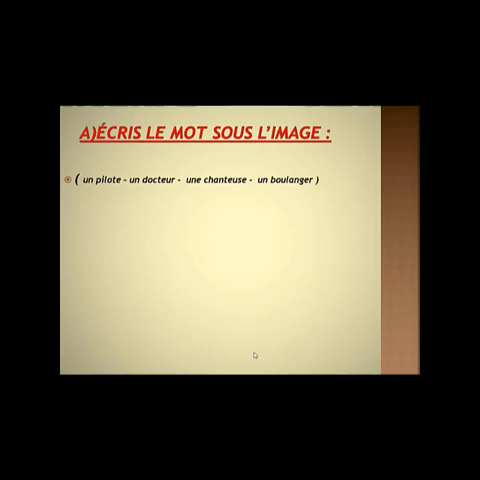 A)ÉCRIS LE MOT SOUS L'IMAGE :
( un pilote - un docteur - une chanteuse - un boulanger )